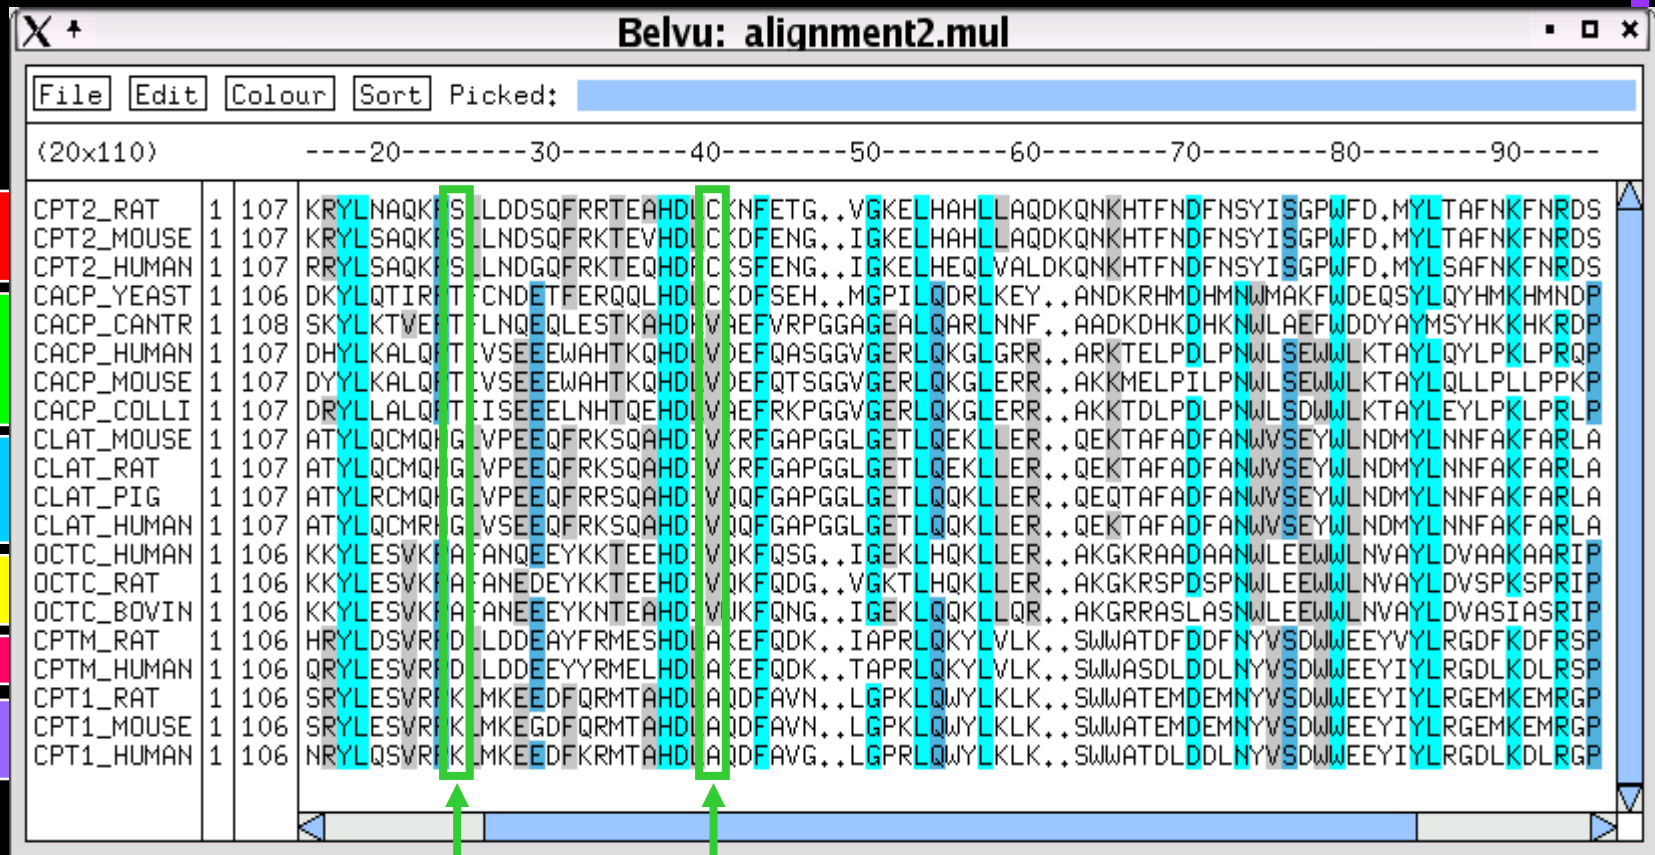 Belvu: alignment2.mul
File Edit Colour Sort Picked:
(20x110) ----20--------30--------40--------50--------60--------70--------80--------90-----
CPT2_RAT 1 107 KRYLNAQKPSLLDDSQFRRTEAHDLCKNFETG..VGKELHAHLLAQDKQNKHTFNDFNSYISGPWFD.MYLTAFNKFNRDS
CPT2_MOUSE 1 107 KRYLSAQKPSLLNDSQFRKTEVHDLCKDFENG..IGKELHAHLLAQDKQNKHTFNDFNSYISGPWFD.MYLTAFNKFNRDS
CPT2_HUMAN 1 107 RRYLSAQKPSLLNDGQFRKTEQHDFCKSFENG..IGKELHEQLVALDKQNKHTFNDFNSYISGPWFD.MYLSAFNKFNRDS
CACP_YEAST 1 106 DKYLQTIRPTFCNDETFERQQLHDLCKDFSEH..MGPILQDRLKEY..ANDKRHMDHMNWMAKFWDEQSYLQYHMKHMNDP
CACP_CANTR 1 108 SKYLKTVEPTFLNQEQLESTKAHDKVAEFVRPGGAGEALQARLNNF..AADKDHKDHKNWLAEFWDDYAYMSYHKKHKRDP
CACP_HUMAN 1 107 DHYLKALQPTIVSEEEWAHTKQHDLVDEFQASGGVGERLQKGLGRR..ARKTELPDLPNWLSEWWLKTAYLQYLPKLPRQP
CACP_MOUSE 1 107 DYYLKALQPTIVSEEEWAHTKQHDLVDEFQTSGGVGERLQKGLERR..AKKMELPILPNWLSEWWLKTAYLQLLPLLPPKP
CACP_COLLI 1 107 DRYLLALQPTIISEEELNHTQEHDLVAEFRKPGGVGERLQKGLERR..AKKTDLPDLPNWLSDWWLKTAYLEYLPKLPRLP
CLAT_MOUSE 1 107 ATYLQCMQHGLVPEEQFRKSQAHDIVKRFGAPGGLGETLQEKLLER..QEKTAFADFANWVSEYWLNDMYLNNFAKFARLA
CLAT_RAT 1 107 ATYLQCMQHGLVPEEQFRKSQAHDIVKRFGAPGGLGETLQEKLLER..QEKTAFADFANWVSEYWLNDMYLNNFAKFARLA
CLAT_PIG 1 107 ATYLRCMQHGLVPEEQFRRSQAHDIVQQFGAPGGLGETLQQKLLER..QEQTAFADFANWVSEYWLNDMYLNNFAKFARLA
CLAT_HUMAN 1 107 ATYLQCMRHGLVSEEQFRKSQAHDIVQQFGAPGGLGETLQQKLLER..QEKTAFADFANWVSEYWLNDMYLNNFAKFARLA
OCTC_HUMAN 1 106 KKYLESVKPAFANQEEYKKTEEHDIVQKFQSG..IGEKLHQKLLER..AKGKRAADAANWLEEWWLNVAYLDVAAKAARIP
OCTC_RAT 1 106 KKYLESVKPAFANEDEYKKTEEHDIVQKFQDG..VGKTLHQKLLER..AKGKRSPDSPNWLEEWWLNVAYLDVSPKSPRIP
OCTC_BOVIN 1 106 KKYLESVKPAFANEEEYKNTEAHDIVWKFQNG..IGEKLQQKLLQR..AKGRRASLASNWLEEWWLNVAYLDVASIASRIP
CPTM_RAT 1 106 HRYLDSVRPDLLDDEAYFRMESHDLAKEFQDK..IAPRLQKYLVLK..SWWATDFDDFNYVSDWWEEYVYLRGDFKDFRSP
CPTM_HUMAN 1 106 QRYLESVRPDLLDDEEYYRMELHDLAKEFQDK..TAPRLQKYLVLK..SWWASDLDDLNYVSDWWEEYIYLRGDLKDLRSP
CPT1_RAT 1 106 SRYLESVRPKLMKEEDFQRMTAHDLAQDFAVN..LGPKLQWYLKLK..SWWATEMDEMNYVSDWWEEYIYLRGEMKEMRGP
CPT1_MOUSE 1 106 SRYLESVRPKLMKEGDFQRMTAHDLAQDFAVN..LGPKLQWYLKLK..SWWATEMDEMNYVSDWWEEYIYLRGEMKEMRGP
CPT1_HUMAN 1 106 NRYLQSVRPKLMKEEDFKRMTAHDLAQDFAVG..LGPRLQWYLKLK..SWWATDLDDLNYVSDWWEEYIYLRGDLKDLRGP